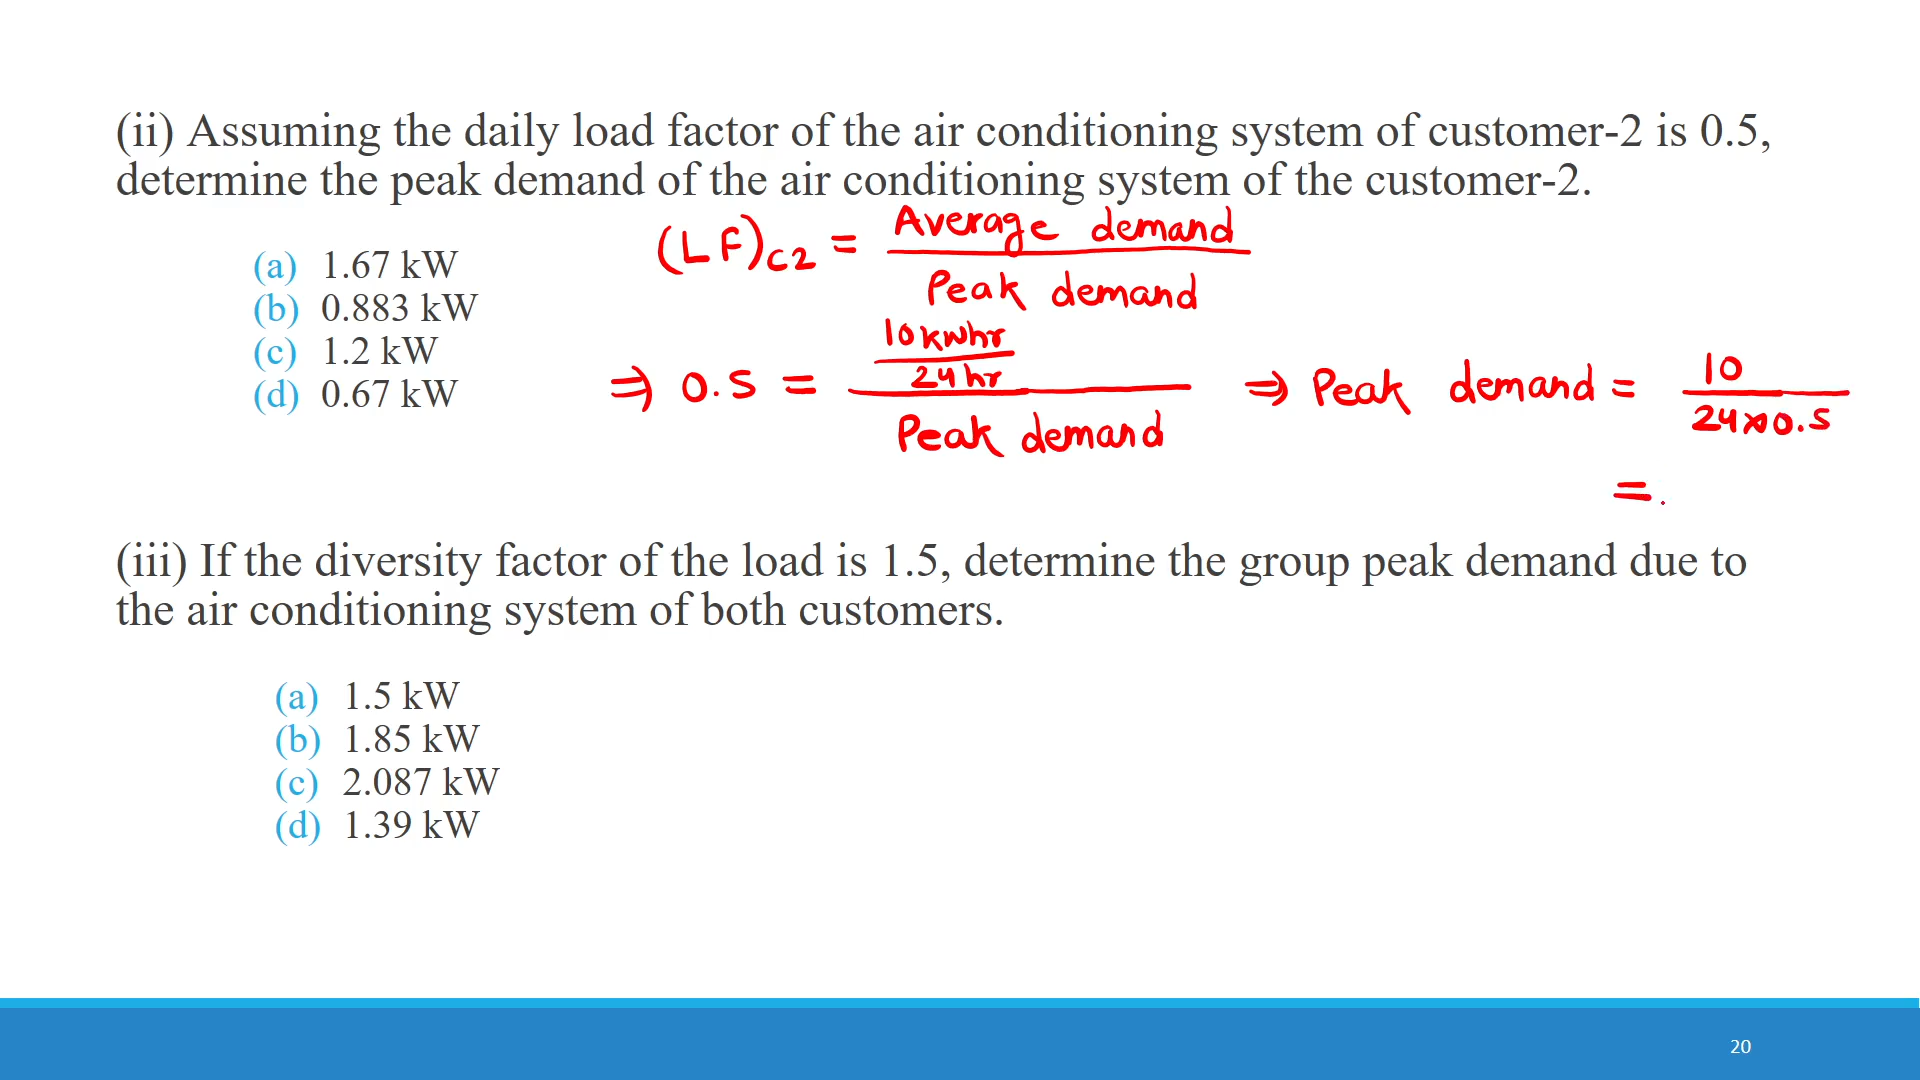 (ii) Assuming the daily load factor of the air conditioning system of customer-2 is 0.5,
determine the peak demand of the air conditioning system of the customer-2.
(LF)C2 = Average demand / Peak demand
(a) 1.67 kW
(b) 0.883 kW
(c) 1.2 kW
(d) 0.67 kW
⇒ 0.5 = (10kWhr / 24hr) / Peak demand ⇒ Peak demand = 10 / 24×0.5
= .
(iii) If the diversity factor of the load is 1.5, determine the group peak demand due to
the air conditioning system of both customers.
(a) 1.5 kW
(b) 1.85 kW
(c) 2.087 kW
(d) 1.39 kW
20